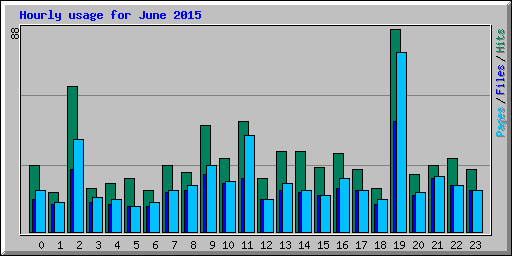 Hourly usage for June 2015
88
Pages / Files / Hits
0 1 2 3 4 5 6 7 8 9 10 11 12 13 14 15 16 17 18 19 20 21 22 23